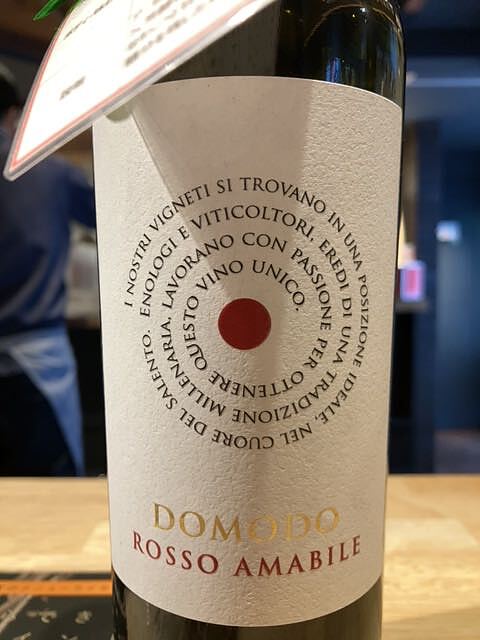 I NOSTRI VIGNETI SI TROVANO IN UNA POSIZIONE IDEALE, NEL CUORE DEL SALENTO.
ENOLOGI E VITICOLTORI, EREDI DI UNA TRADIZIONE MILLENARIA,
LAVORANO CON PASSIONE PER OTTENERE QUESTO
VINO UNICO.
DOMODO
ROSSO AMABILE